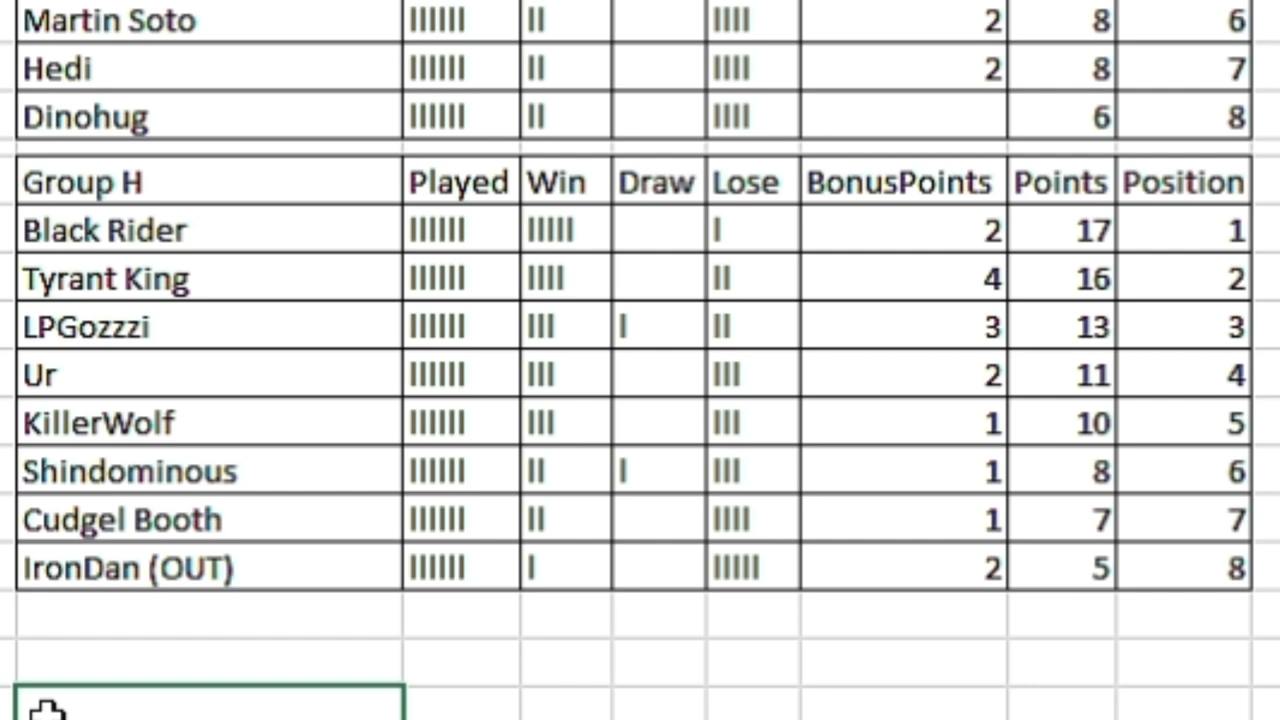 Martin Soto IIIIII II IIII 2 8 6
Hedi IIIIII II IIII 2 8 7
Dinohug IIIIII II IIII 6 8
Group H Played Win Draw Lose BonusPoints Points Position
Black Rider IIIIII IIIII I 2 17 1
Tyrant King IIIIII IIII II 4 16 2
LPGozzzi IIIIII III I II 3 13 3
Ur IIIIII III III 2 11 4
KillerWolf IIIIII III III 1 10 5
Shindominous IIIIII II I III 1 8 6
Cudgel Booth IIIIII II IIII 1 7 7
IronDan (OUT) IIIIII I IIIII 2 5 8